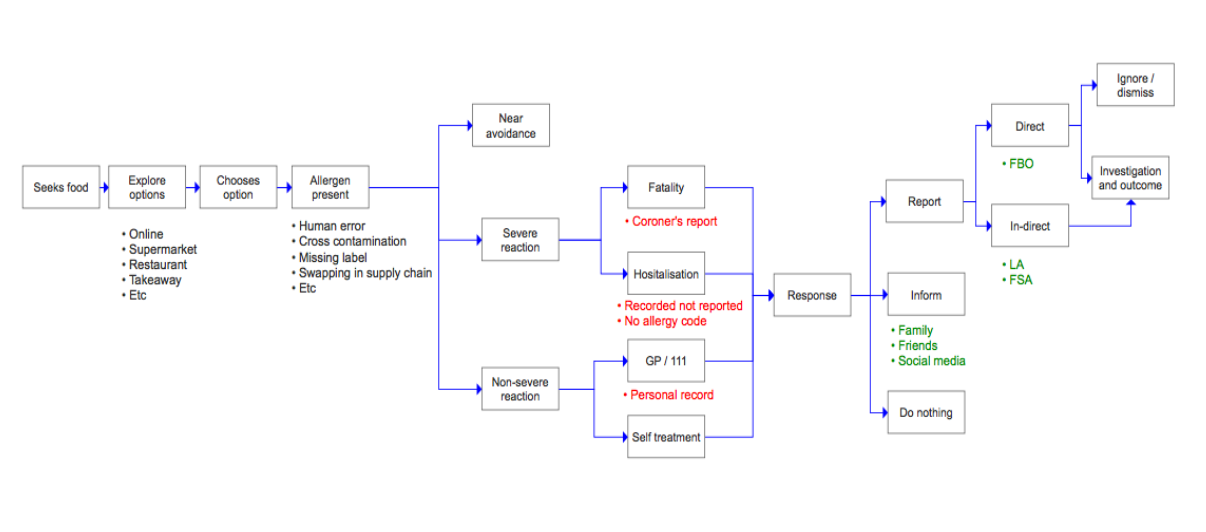 Seeks food
Explore
options
• Online
• Supermarket
• Restaurant
• Takeaway
• Etc
Chooses
option
Allergen
present
• Human error
• Cross contamination
• Missing label
• Swapping in supply chain
• Etc
Near
avoidance
Severe
reaction
Non-severe
reaction
Fatality
• Coroner's report
Hositalisation
• Recorded not reported
• No allergy code
GP / 111
• Personal record
Self treatment
Response
Report
Inform
• Family
• Friends
• Social media
Do nothing
Direct
• FBO
In-direct
• LA
• FSA
Ignore /
dismiss
Investigation
and outcome